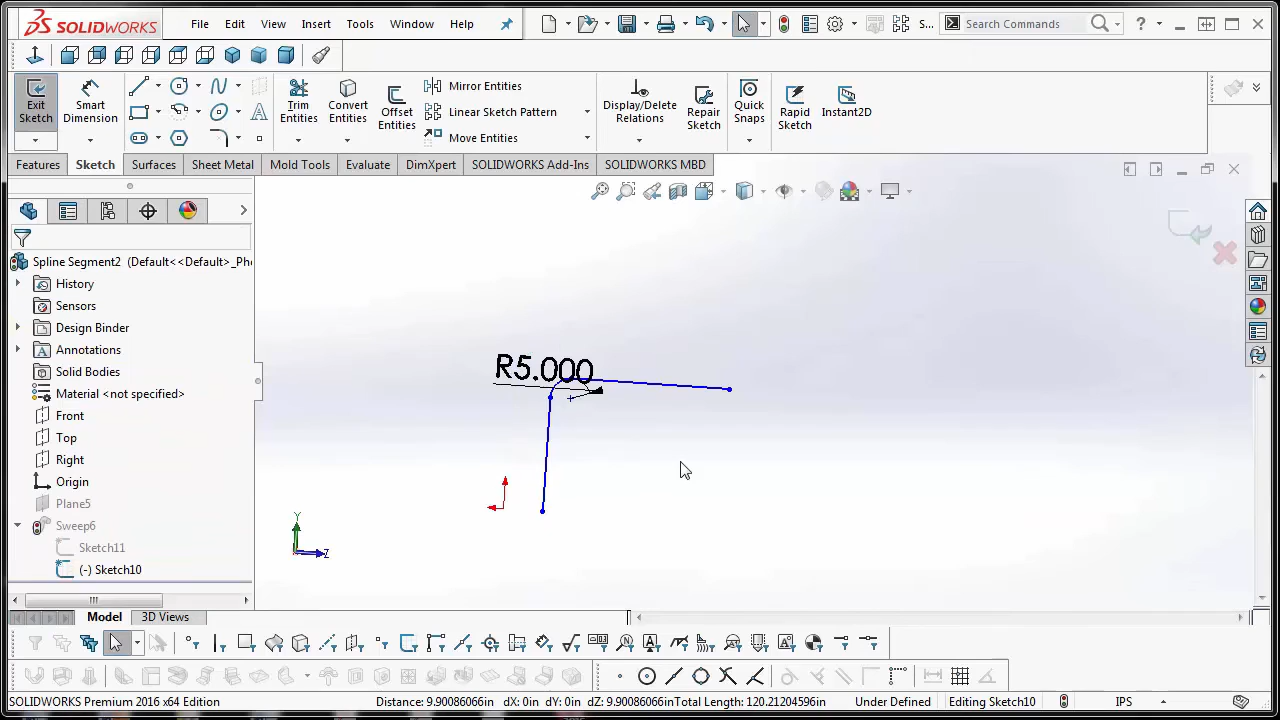 SOLIDWORKS File Edit View Insert Tools Window Help S... Search Commands
Exit Sketch
Smart Dimension
Trim Entities
Convert Entities
Offset Entities
Mirror Entities
Linear Sketch Pattern
Move Entities
Display/Delete Relations
Repair Sketch
Quick Snaps
Rapid Sketch
Instant2D
Features Sketch Surfaces Sheet Metal Mold Tools Evaluate DimXpert SOLIDWORKS Add-Ins SOLIDWORKS MBD
Spline Segment2 (Default<<Default>_Ph
History
Sensors
Design Binder
Annotations
Solid Bodies
Material <not specified>
Front
Top
Right
Origin
Plane5
Sweep6
Sketch11
(-) Sketch10
R5.000
Y
Z
Model 3D Views
SOLIDWORKS Premium 2016 x64 Edition Distance: 9.90086066in dX: 0in dY: 0in dZ: 9.90086066inTotal Length: 120.21204596in Under Defined Editing Sketch10 IPS